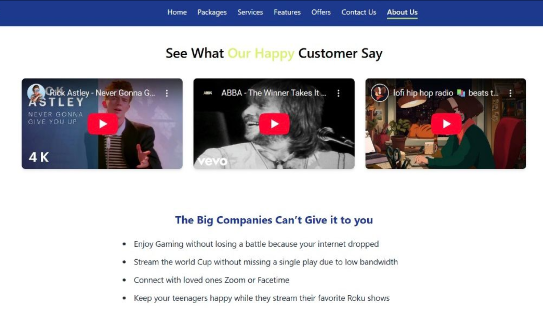 Home Packages Services Features Offers Contact Us About Us
See What Our Happy Customer Say
Rick Astley - Never Gonna G...
ASTLEY
NEVER GONNA
GIVE YOU UP
4K
ABBA
ABBA - The Winner Takes It ...
vevo
lofi hip hop radio 📚 beats t...
The Big Companies Can't Give it to you
• Enjoy Gaming without losing a battle because your internet dropped
• Stream the world Cup without missing a single play due to low bandwidth
• Connect with loved ones Zoom or Facetime
• Keep your teenagers happy while they stream their favorite Roku shows